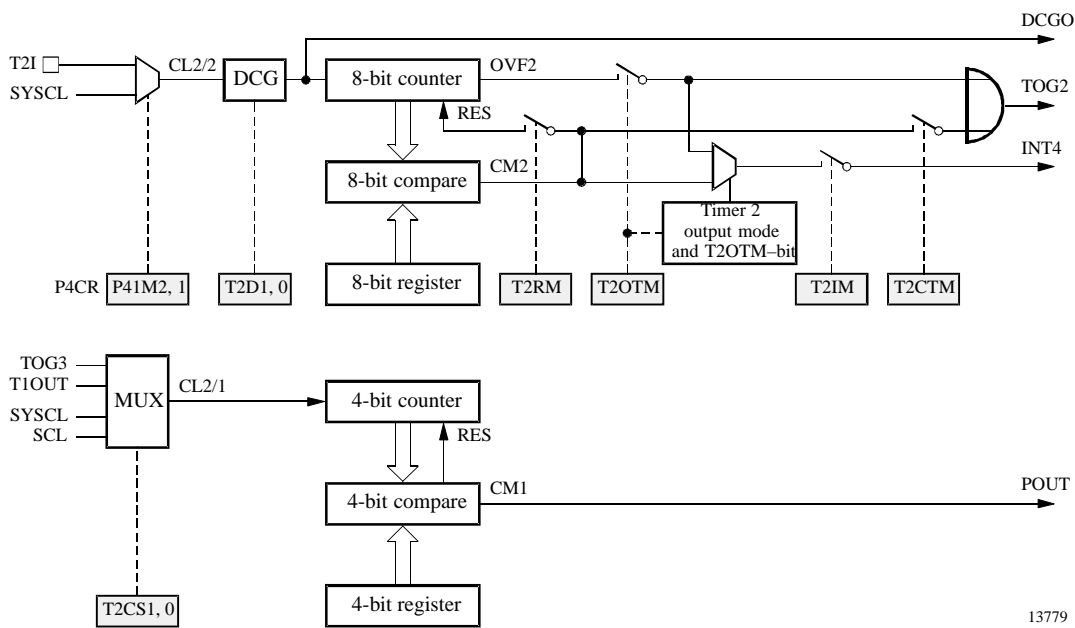 DCGO
T2I
CL2/2
DCG
8-bit counter
OVF2
TOG2
SYSCL
RES
INT4
8-bit compare
CM2
Timer 2
output mode
and T2OTM–bit
P4CR
P41M2, 1
T2D1, 0
8-bit register
T2RM
T2OTM
T2IM
T2CTM
TOG3
T1OUT
SYSCL
SCL
MUX
CL2/1
4-bit counter
RES
4-bit compare
CM1
POUT
T2CS1, 0
4-bit register
13779